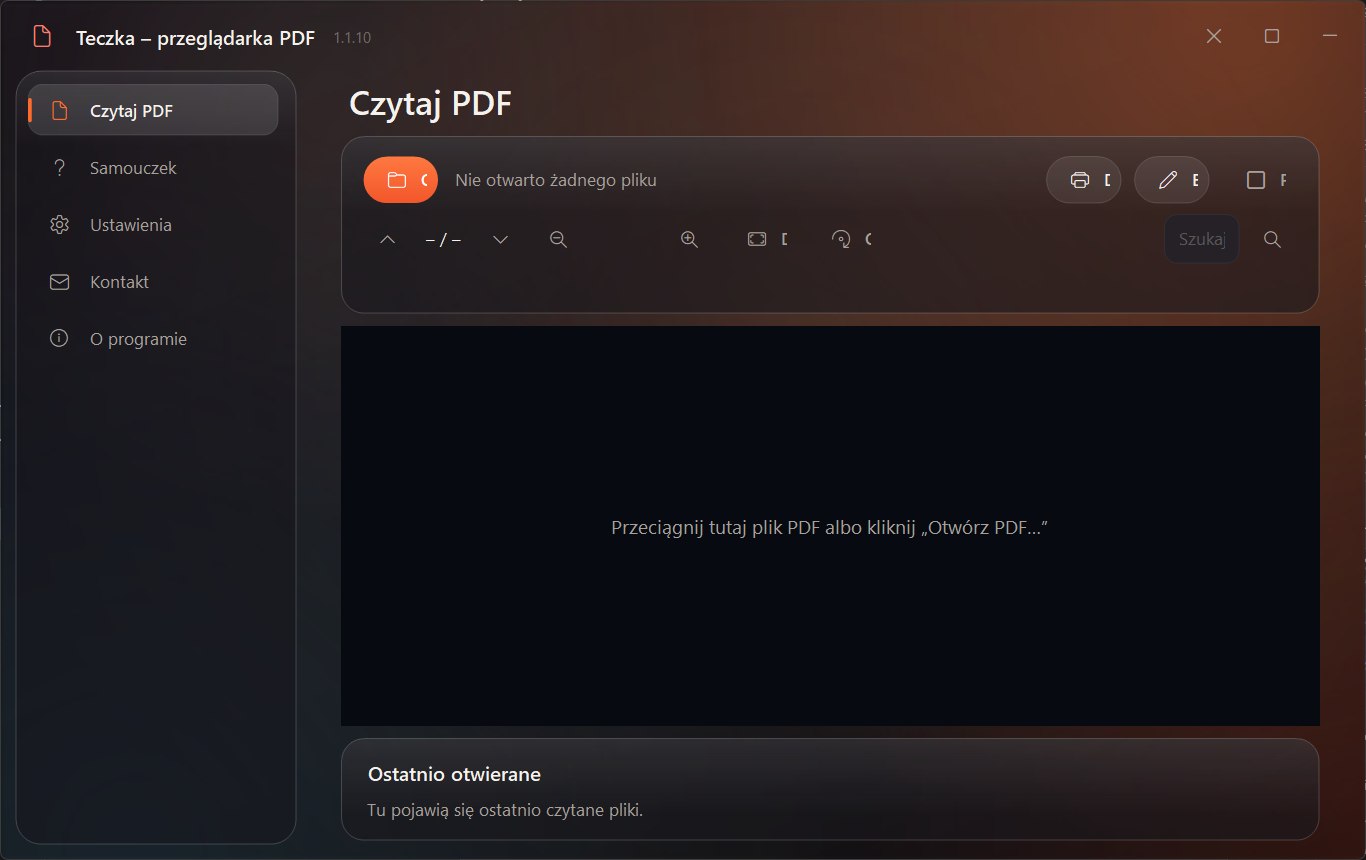 Teczka – przeglądarka PDF 1.1.10
Czytaj PDF
Samouczek
Ustawienia
Kontakt
O programie
Czytaj PDF
Nie otwarto żadnego pliku
– / –
Szukaj
Przeciągnij tutaj plik PDF albo kliknij „Otwórz PDF...”
Ostatnio otwierane
Tu pojawią się ostatnio czytane pliki.